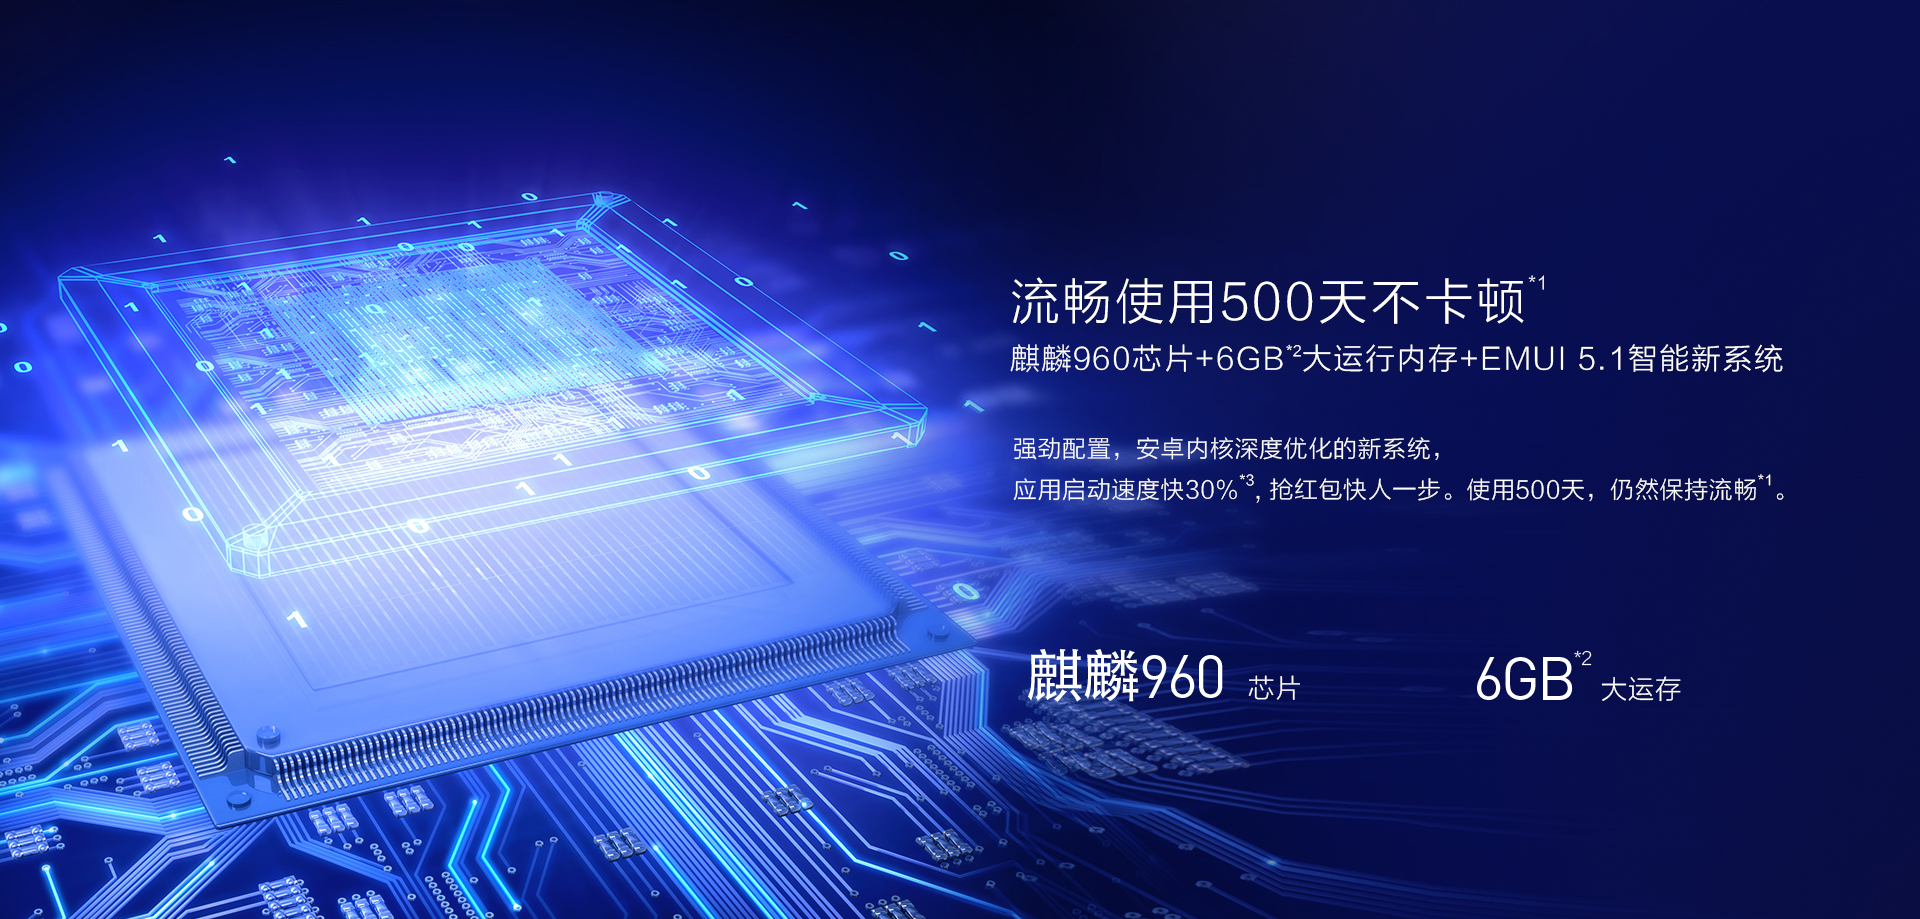 流畅使用500天不卡顿*1
麒麟960芯片+6GB*2大运行内存+EMUI 5.1智能新系统
强劲配置，安卓内核深度优化的新系统，
应用启动速度快30%*3, 抢红包快人一步。使用500天，仍然保持流畅*1。
麒麟960 芯片
6GB*2 大运存